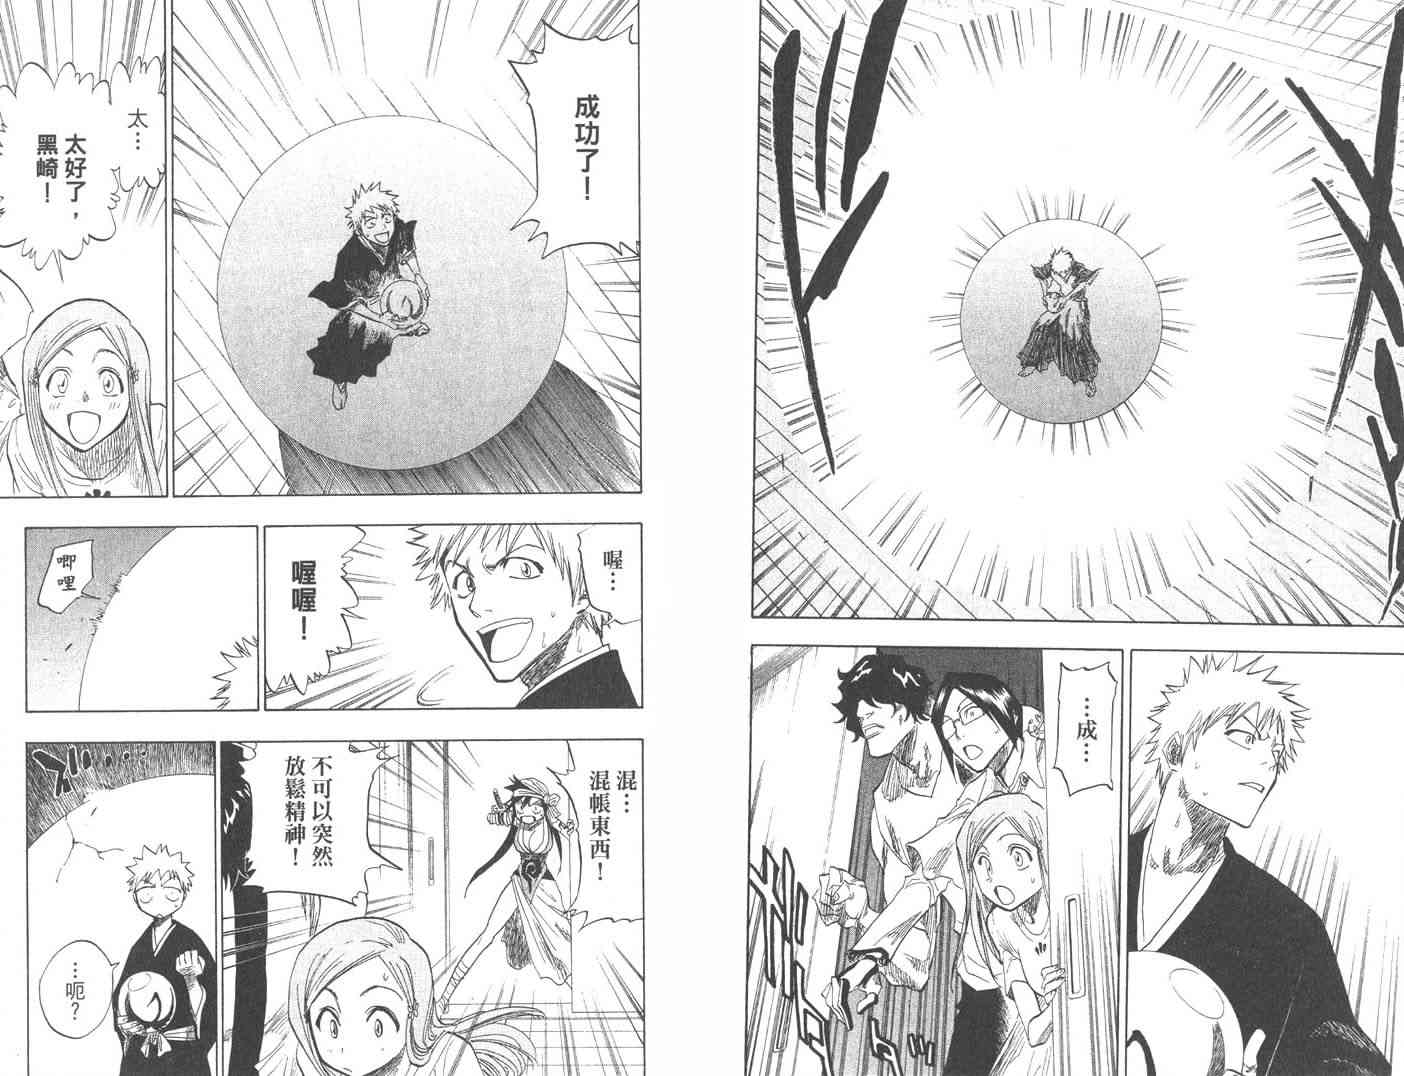 …成…
成功了！
太…
太好了，
黑崎！
喔…
喔喔！
唧
哩
混…
混帳東西！
不可以突然
放鬆精神！
…呃？